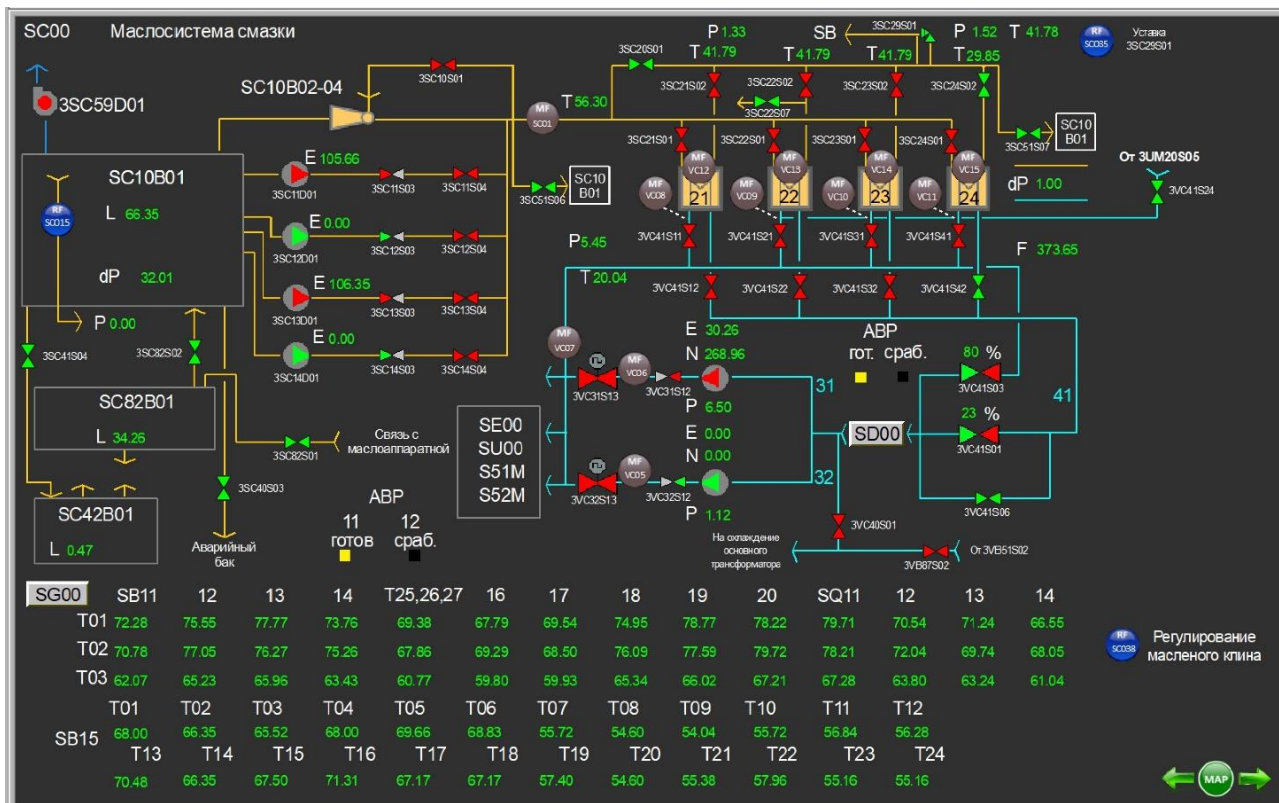 SC00 Маслосистема смазки
3SC59D01
SC10B02-04
3SC10S01
T 56.30
MF SC01
3SC20S01
P 1.33
T 41.79
SB
3SC29S01
T 41.79
T 41.79
P 1.52 T 41.78
T 29.85
RF SC035
Уставка
3SC29S01
3SC21S02
3SC22S02
3SC22S07
3SC23S02
3SC24S02
3SC21S01
3SC22S01
3SC23S01
3SC24S01
3SC51S07
SC10
B01
От 3UM20S05
3VC41S24
SC10B01
L 66.35
RF SC015
dP 32.01
P 0.00
E 105.66
3SC11D01
3SC11S03
3SC11S04
E 0.00
3SC12D01
3SC12S03
3SC12S04
E 106.35
3SC13D01
3SC13S03
3SC13S04
E 0.00
3SC14D01
3SC14S03
3SC14S04
3SC51S06
SC10
B01
MF VC08
MF VC12
21
MF VC09
MF VC13
22
MF VC10
MF VC14
23
MF VC11
MF VC15
24
dP 1.00
P 5.45
3VC41S11
3VC41S21
3VC41S31
3VC41S41
F 373.65
T 20.04
3VC41S12
3VC41S22
3VC41S32
3VC41S42
3SC41S04
3SC82S02
SC82B01
L 34.26
3SC82S01
Связь с
маслоаппаратной
3SC40S03
SC42B01
L 0.47
Аварийный
бак
АВР
11 12
готов сраб.
MF VC07
3VC31S13
MF VC06
3VC31S12
E 30.26
N 268.96
P 6.50
E 0.00
N 0.00
P 1.12
SE00
SU00
S51M
S52M
3VC32S13
MF VC05
3VC32S12
АВР
гот. сраб.
31
32
80 %
3VC41S03
23 %
3VC41S01
41
SD00
3VC41S06
3VC40S01
На охлаждение
основного
трансформатора
3VB87S02
От 3VB51S02
SG00 SB11 12 13 14 T25,26,27 16 17 18 19 20 SQ11 12 13 14
T01 72.28 75.55 77.77 73.76 69.38 67.79 69.54 74.95 78.77 78.22 79.71 70.54 71.24 66.55
T02 70.78 77.05 76.27 75.26 67.86 69.29 68.50 76.09 77.59 79.72 78.21 72.04 69.74 68.05
T03 62.07 65.23 65.96 63.43 60.77 59.80 59.93 65.34 66.02 67.21 67.28 63.80 63.24 61.04
RF SC038
Регулирование
масленого клина
T01 T02 T03 T04 T05 T06 T07 T08 T09 T10 T11 T12
SB15 68.00 66.35 65.52 68.00 69.66 68.83 55.72 54.60 54.04 55.72 56.84 56.28
T13 T14 T15 T16 T17 T18 T19 T20 T21 T22 T23 T24
70.48 66.35 67.50 71.31 67.17 67.17 57.40 54.60 55.38 57.96 55.16 55.16
MAP